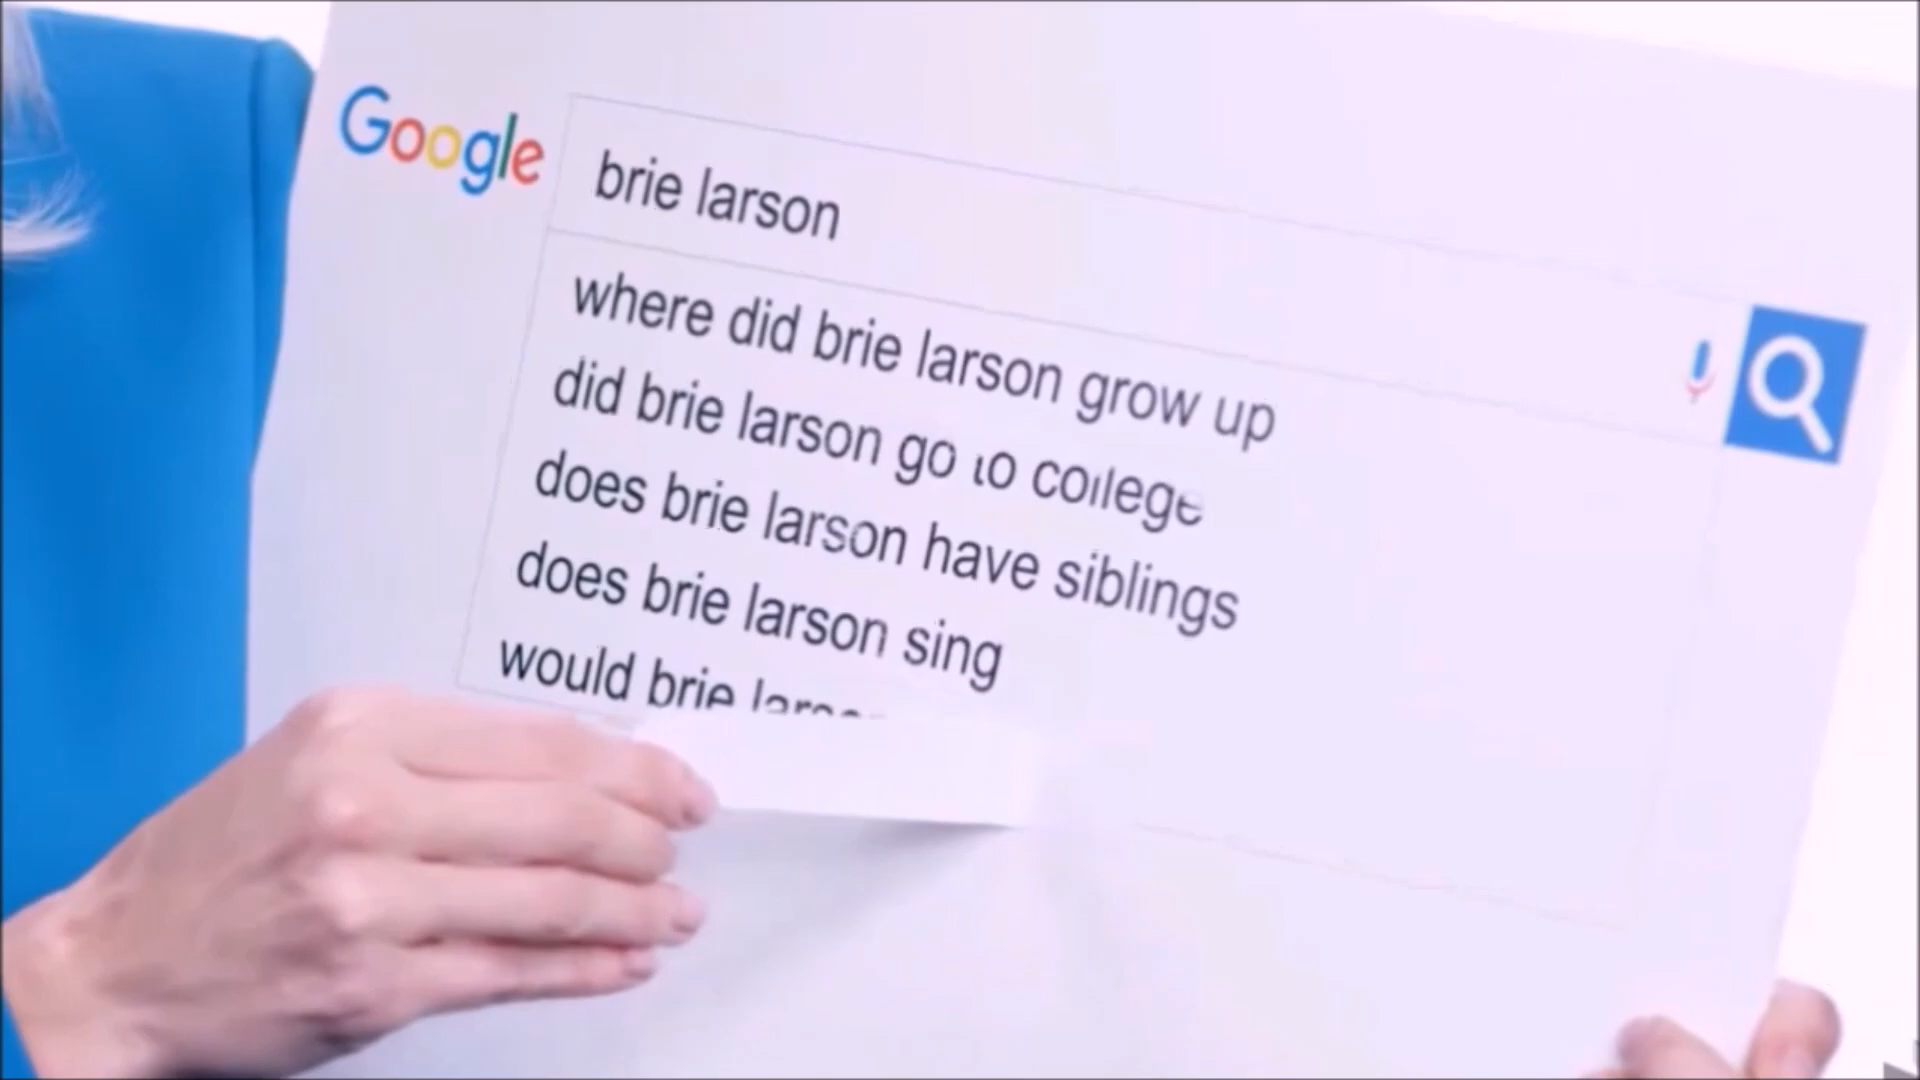 Google
brie larson
where did brie larson grow up
did brie larson go to college
does brie larson have siblings
does brie larson sing
would brie larson